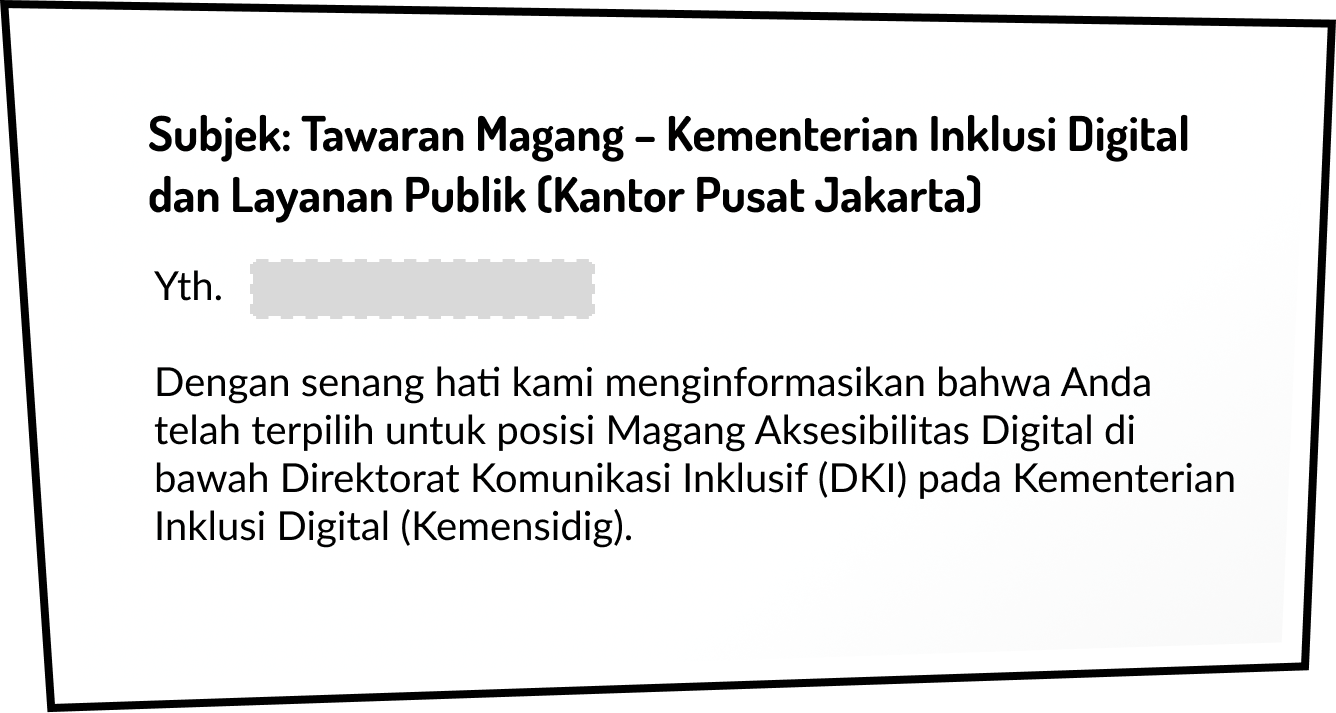 Subjek: Tawaran Magang – Kementerian Inklusi Digital
dan Layanan Publik (Kantor Pusat Jakarta)
Yth.
Dengan senang hati kami menginformasikan bahwa Anda
telah terpilih untuk posisi Magang Aksesibilitas Digital di
bawah Direktorat Komunikasi Inklusif (DKI) pada Kementerian
Inklusi Digital (Kemensidig).